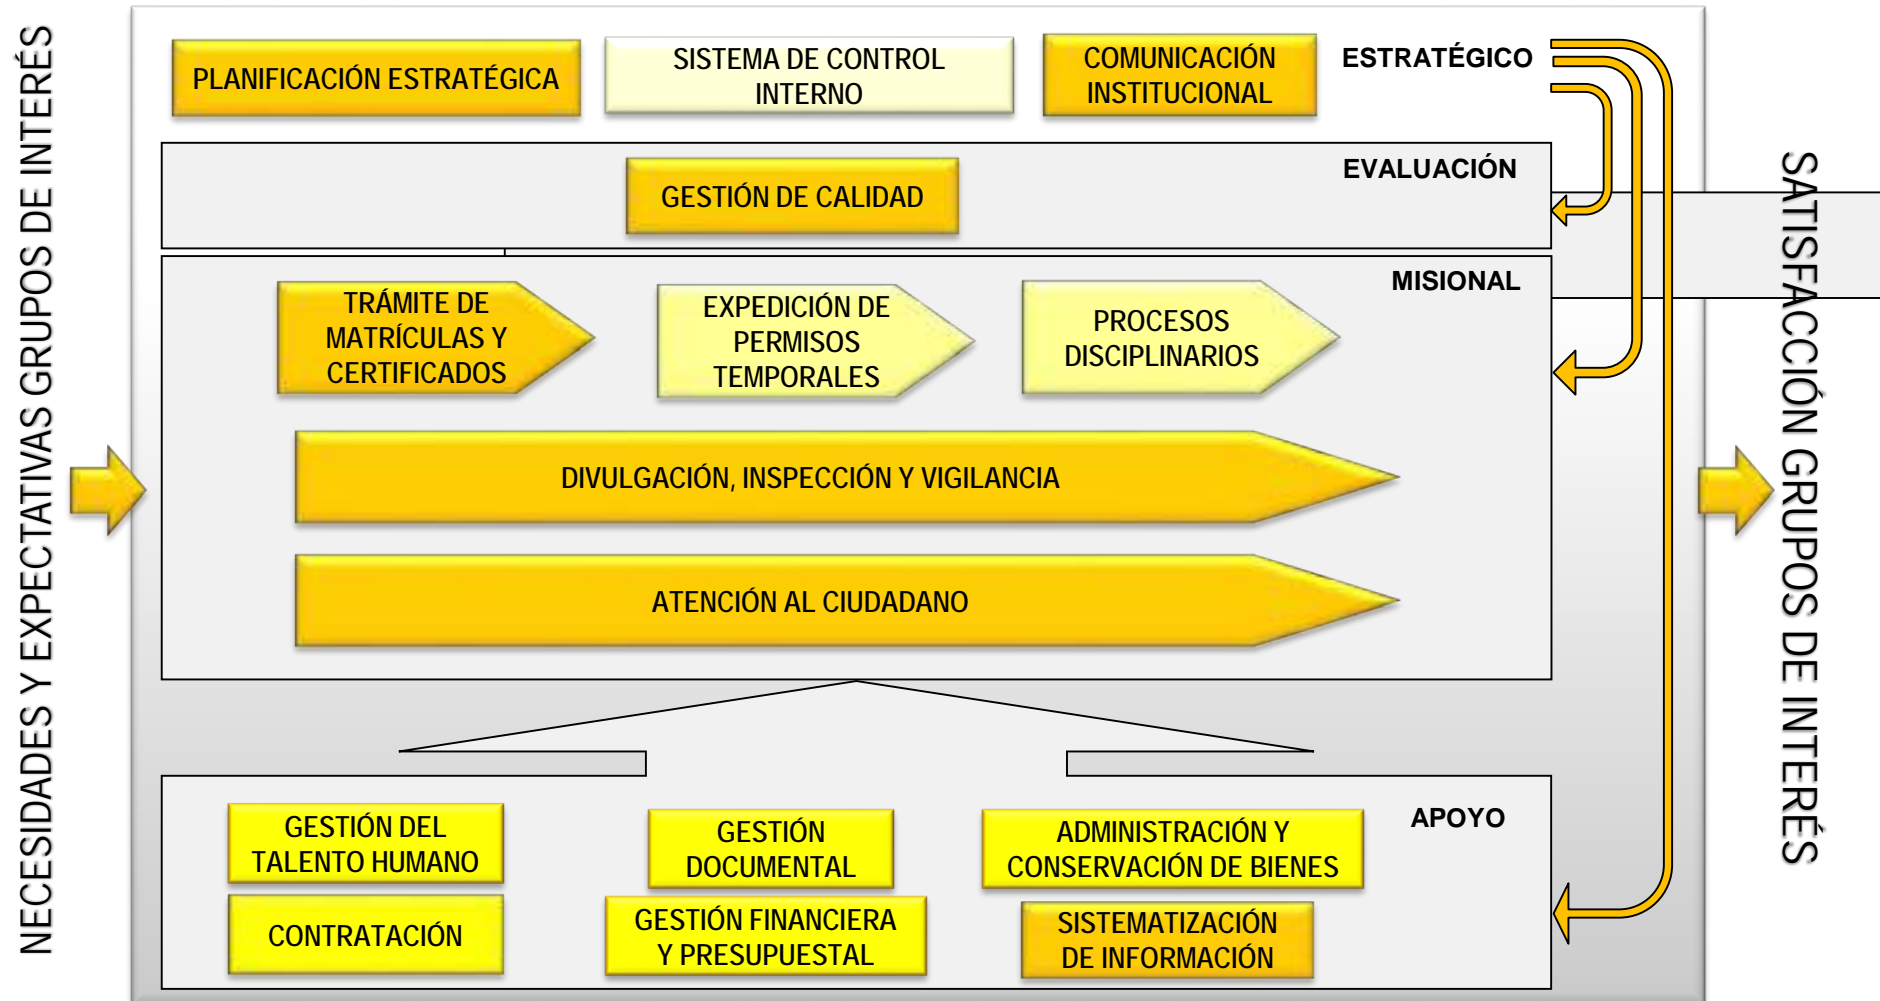 NECESIDADES Y EXPECTATIVAS GRUPOS DE INTERÉS
PLANIFICACIÓN ESTRATÉGICA
SISTEMA DE CONTROL
INTERNO
COMUNICACIÓN
INSTITUCIONAL
ESTRATÉGICO
EVALUACIÓN
GESTIÓN DE CALIDAD
MISIONAL
TRÁMITE DE
MATRÍCULAS Y
CERTIFICADOS
EXPEDICIÓN DE
PERMISOS
TEMPORALES
PROCESOS
DISCIPLINARIOS
DIVULGACIÓN, INSPECCIÓN Y VIGILANCIA
ATENCIÓN AL CIUDADANO
APOYO
GESTIÓN DEL
TALENTO HUMANO
GESTIÓN
DOCUMENTAL
ADMINISTRACIÓN Y
CONSERVACIÓN DE BIENES
CONTRATACIÓN
GESTIÓN FINANCIERA
Y PRESUPUESTAL
SISTEMATIZACIÓN
DE INFORMACIÓN
SATISFACCIÓN GRUPOS DE INTERÉS